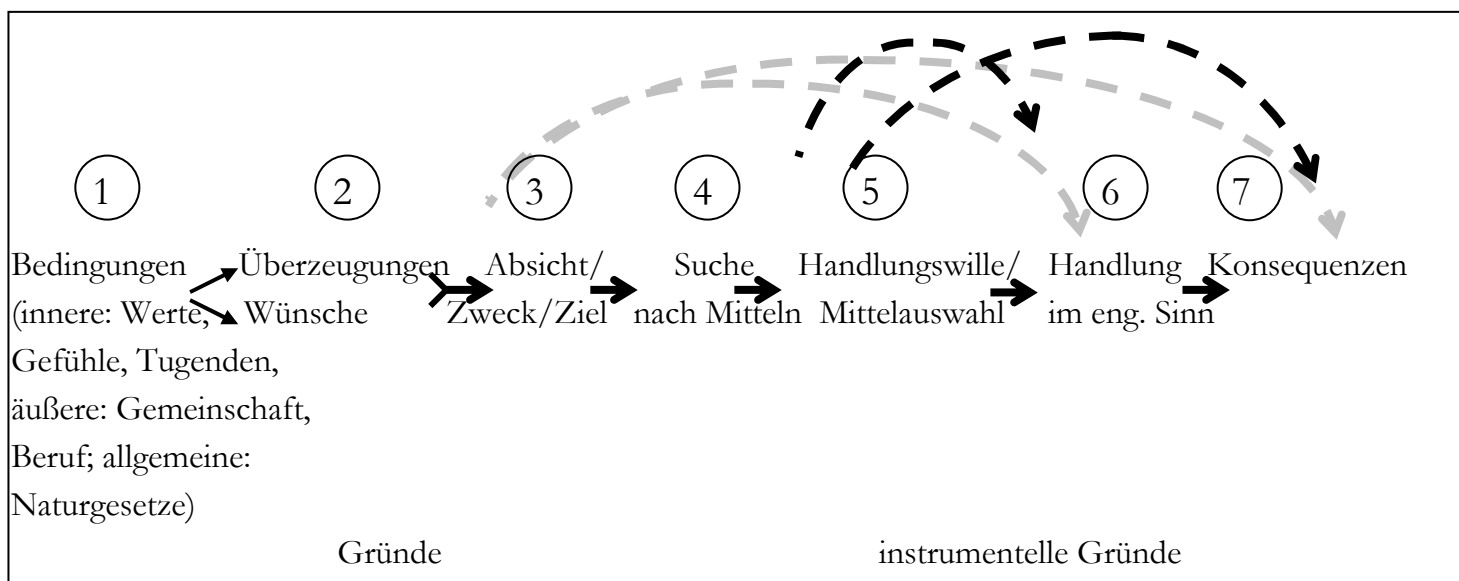 1 2 3 4 5 6 7
Bedingungen Überzeugungen Absicht/ Suche Handlungswille/ Handlung Konsequenzen
(innere: Werte, Wünsche Zweck/Ziel nach Mitteln Mittelauswahl im eng. Sinn
Gefühle, Tugenden,
äußere: Gemeinschaft,
Beruf; allgemeine:
Naturgesetze)
Gründe instrumentelle Gründe